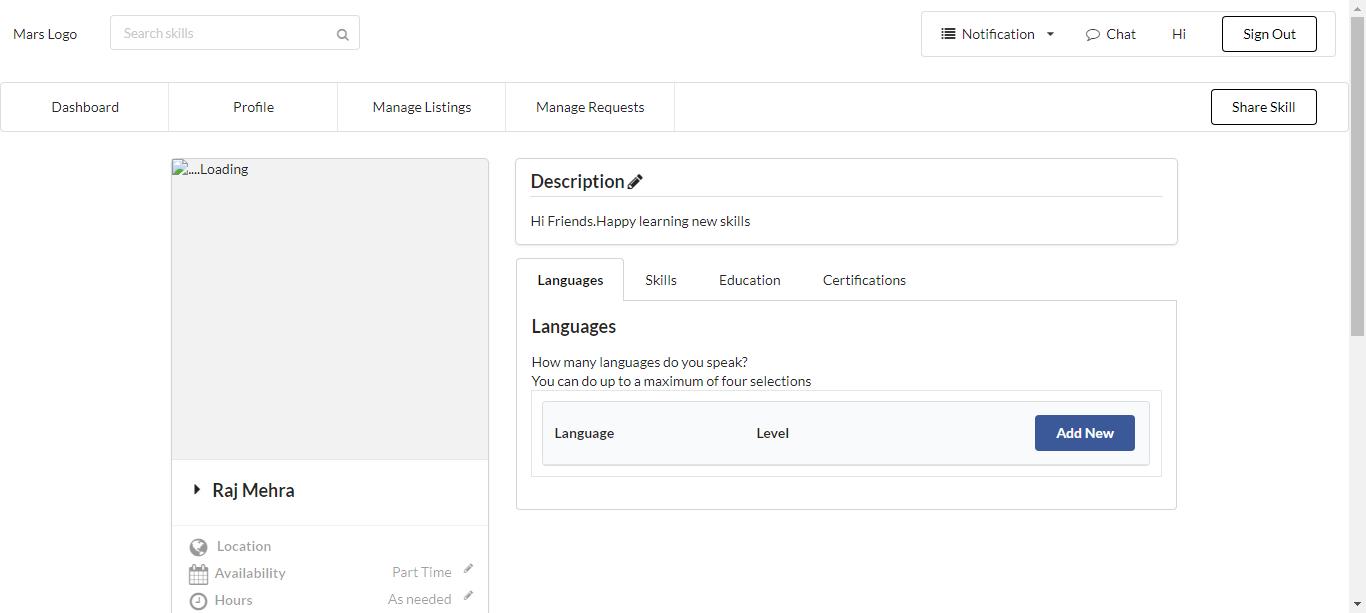 Mars Logo
Search skills
Notification
Chat
Hi
Sign Out
Dashboard
Profile
Manage Listings
Manage Requests
Share Skill
....Loading
Raj Mehra
Location
Availability
Part Time
Hours
As needed
Description
Hi Friends.Happy learning new skills
Languages
Skills
Education
Certifications
Languages
How many languages do you speak?
You can do up to a maximum of four selections
Language
Level
Add New